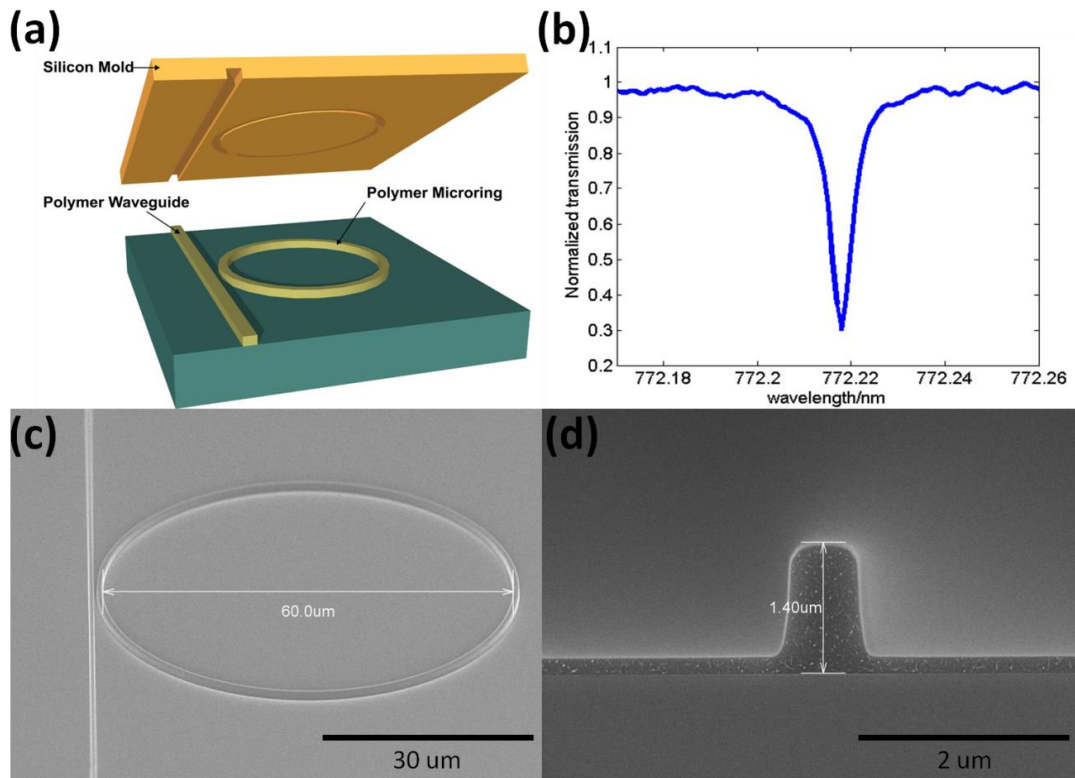 (a)
Silicon Mold
Polymer Waveguide
Polymer Microring
(b)
1.1
1
0.9
0.8
0.7
0.6
0.5
0.4
0.3
0.2
Normalized transmission
772.18
772.2
772.22
772.24
772.26
wavelength/nm
(c)
60.0um
30 um
(d)
1.40um
2 um